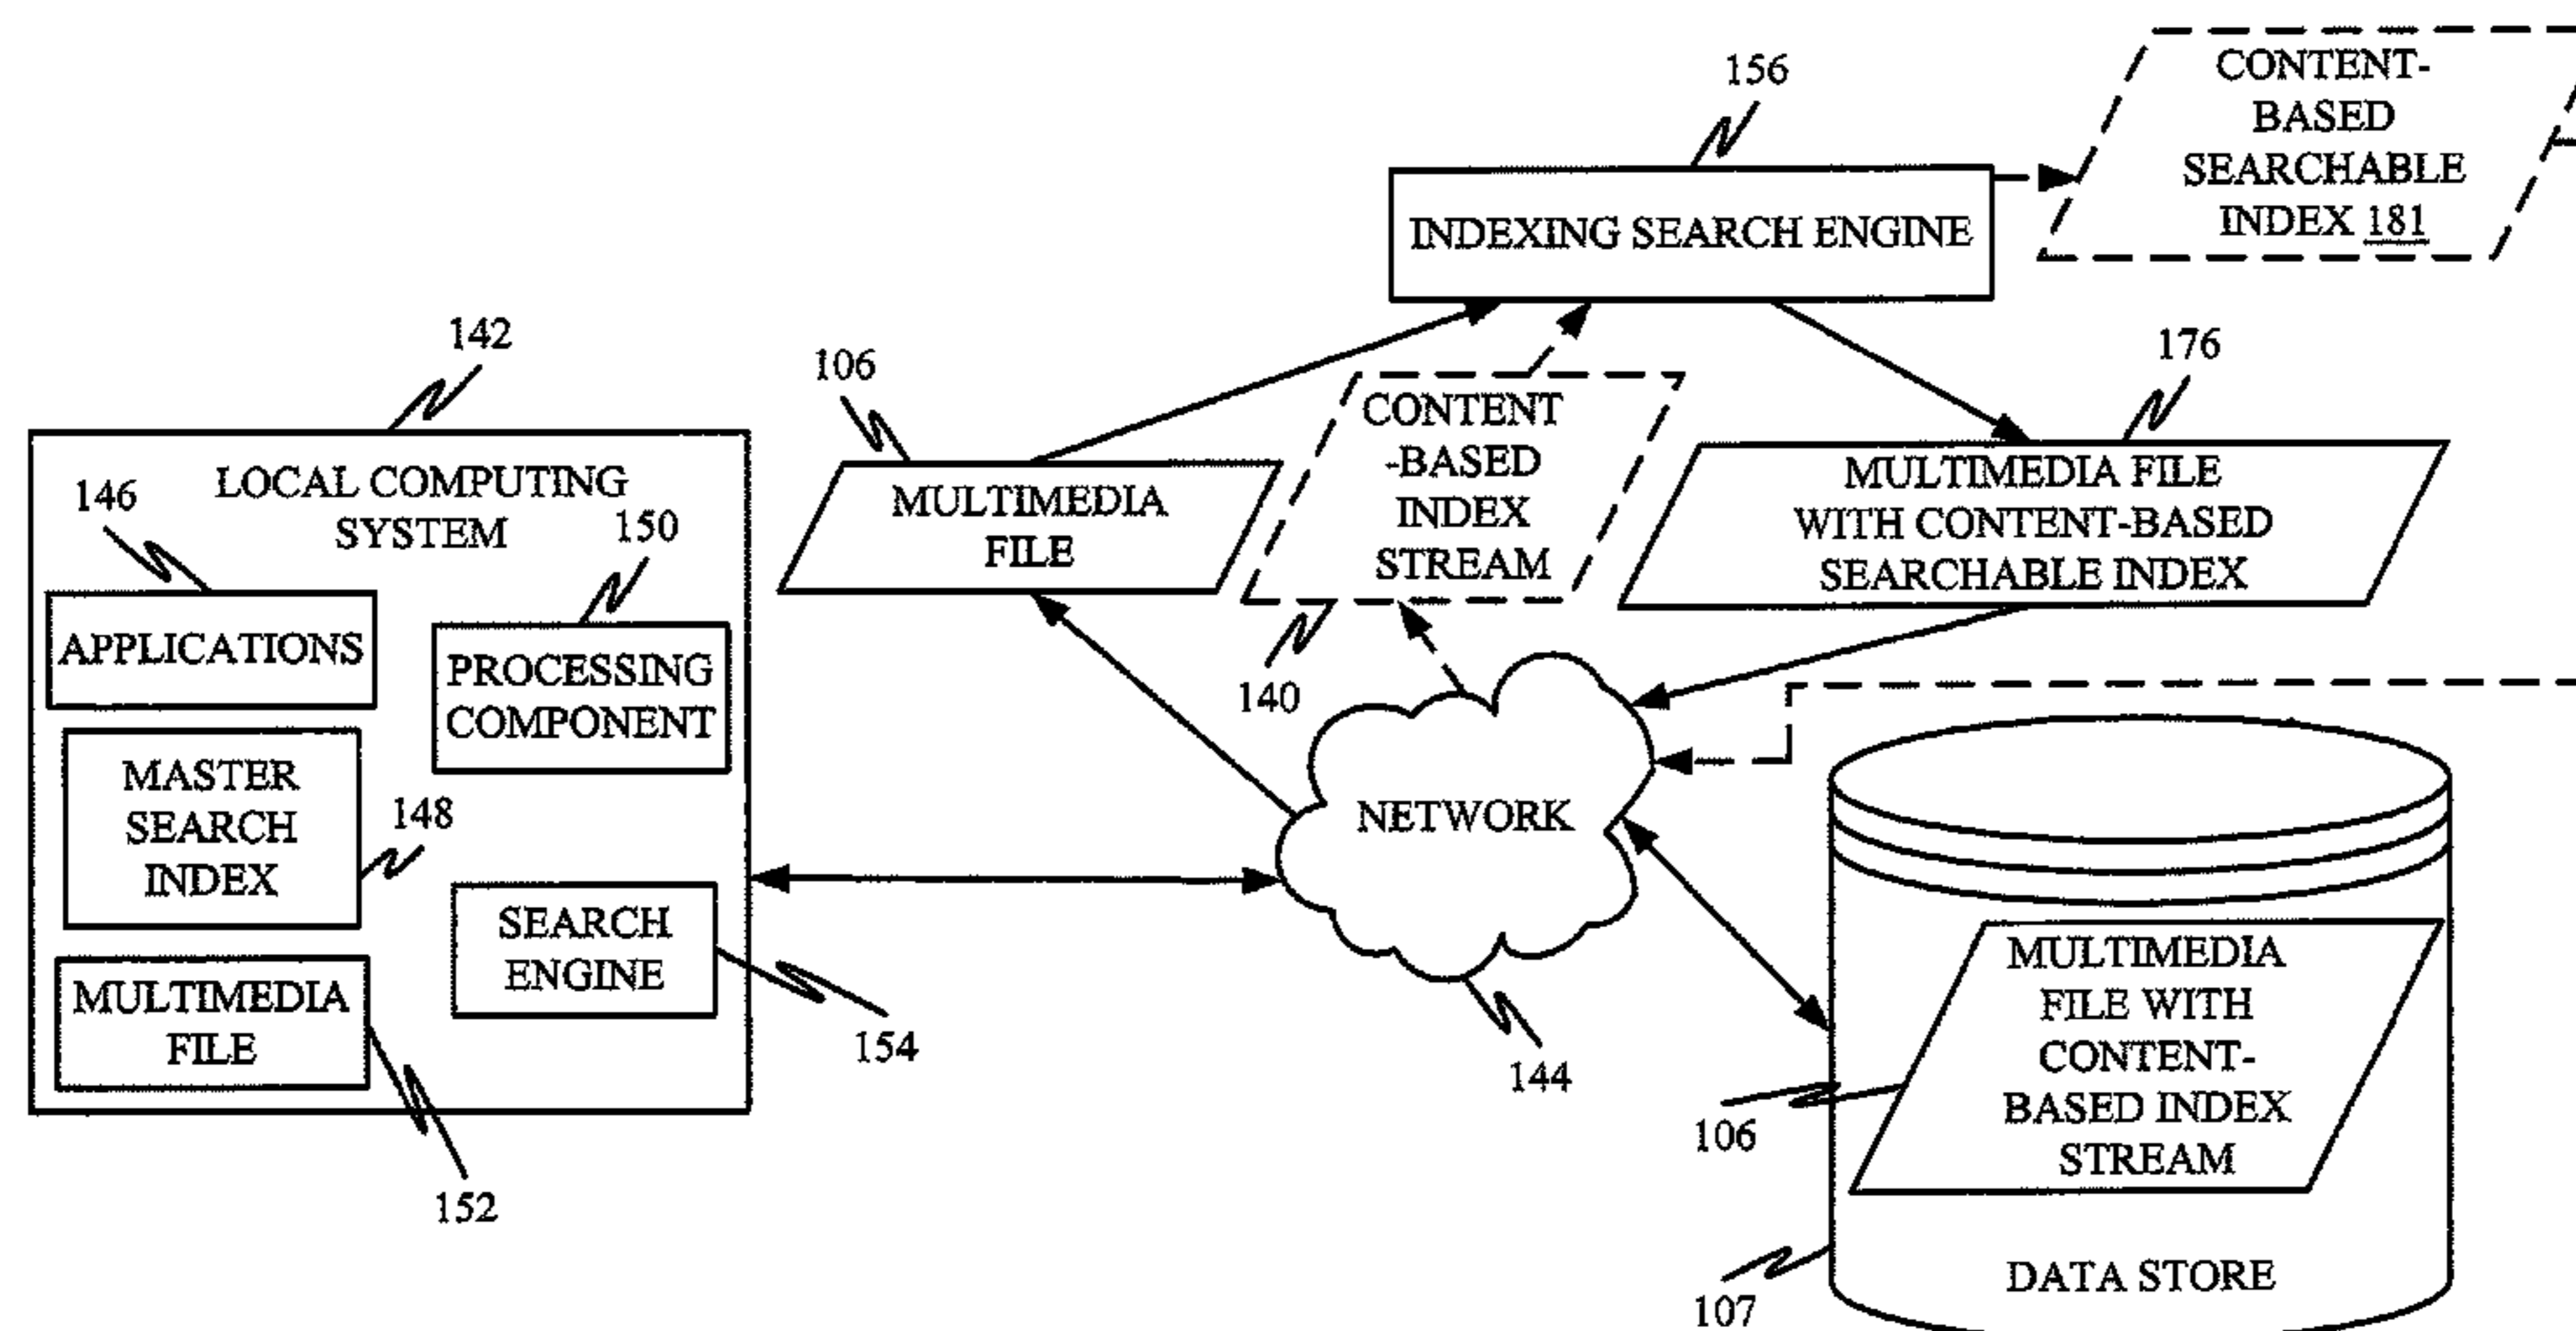 156
CONTENT-
BASED
SEARCHABLE
INDEX 181
INDEXING SEARCH ENGINE
142
106
176
LOCAL COMPUTING
SYSTEM
146
150
APPLICATIONS
PROCESSING
COMPONENT
MASTER
SEARCH
INDEX
148
SEARCH
ENGINE
MULTIMEDIA
FILE
154
152
MULTIMEDIA
FILE
CONTENT
-BASED
INDEX
STREAM
140
MULTIMEDIA FILE
WITH CONTENT-BASED
SEARCHABLE INDEX
NETWORK
144
MULTIMEDIA
FILE WITH
CONTENT-
BASED INDEX
STREAM
106
DATA STORE
107